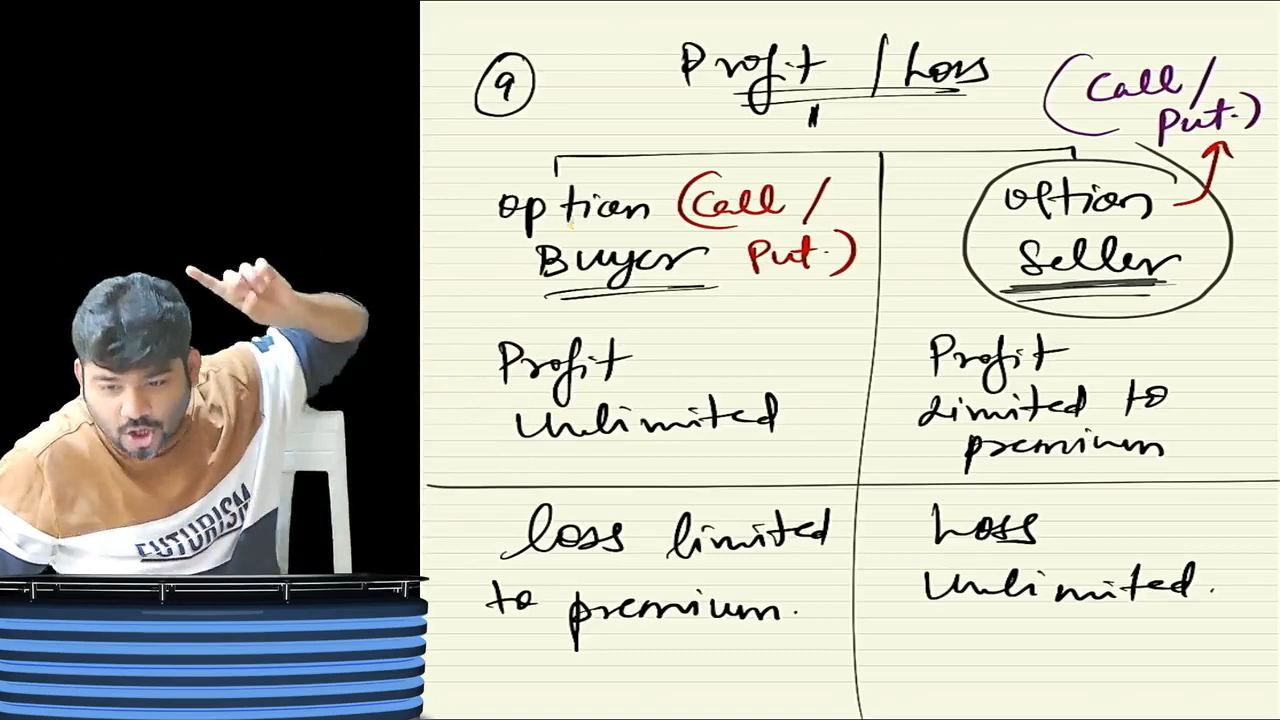 9
Profit / Loss
(Call /
Put.)
option (Call /
Buyer Put.)
option
Seller
Profit
Unlimited
Profit
Limited to
premium
loss limited
to premium.
Loss
Unlimited.
FUTURISM